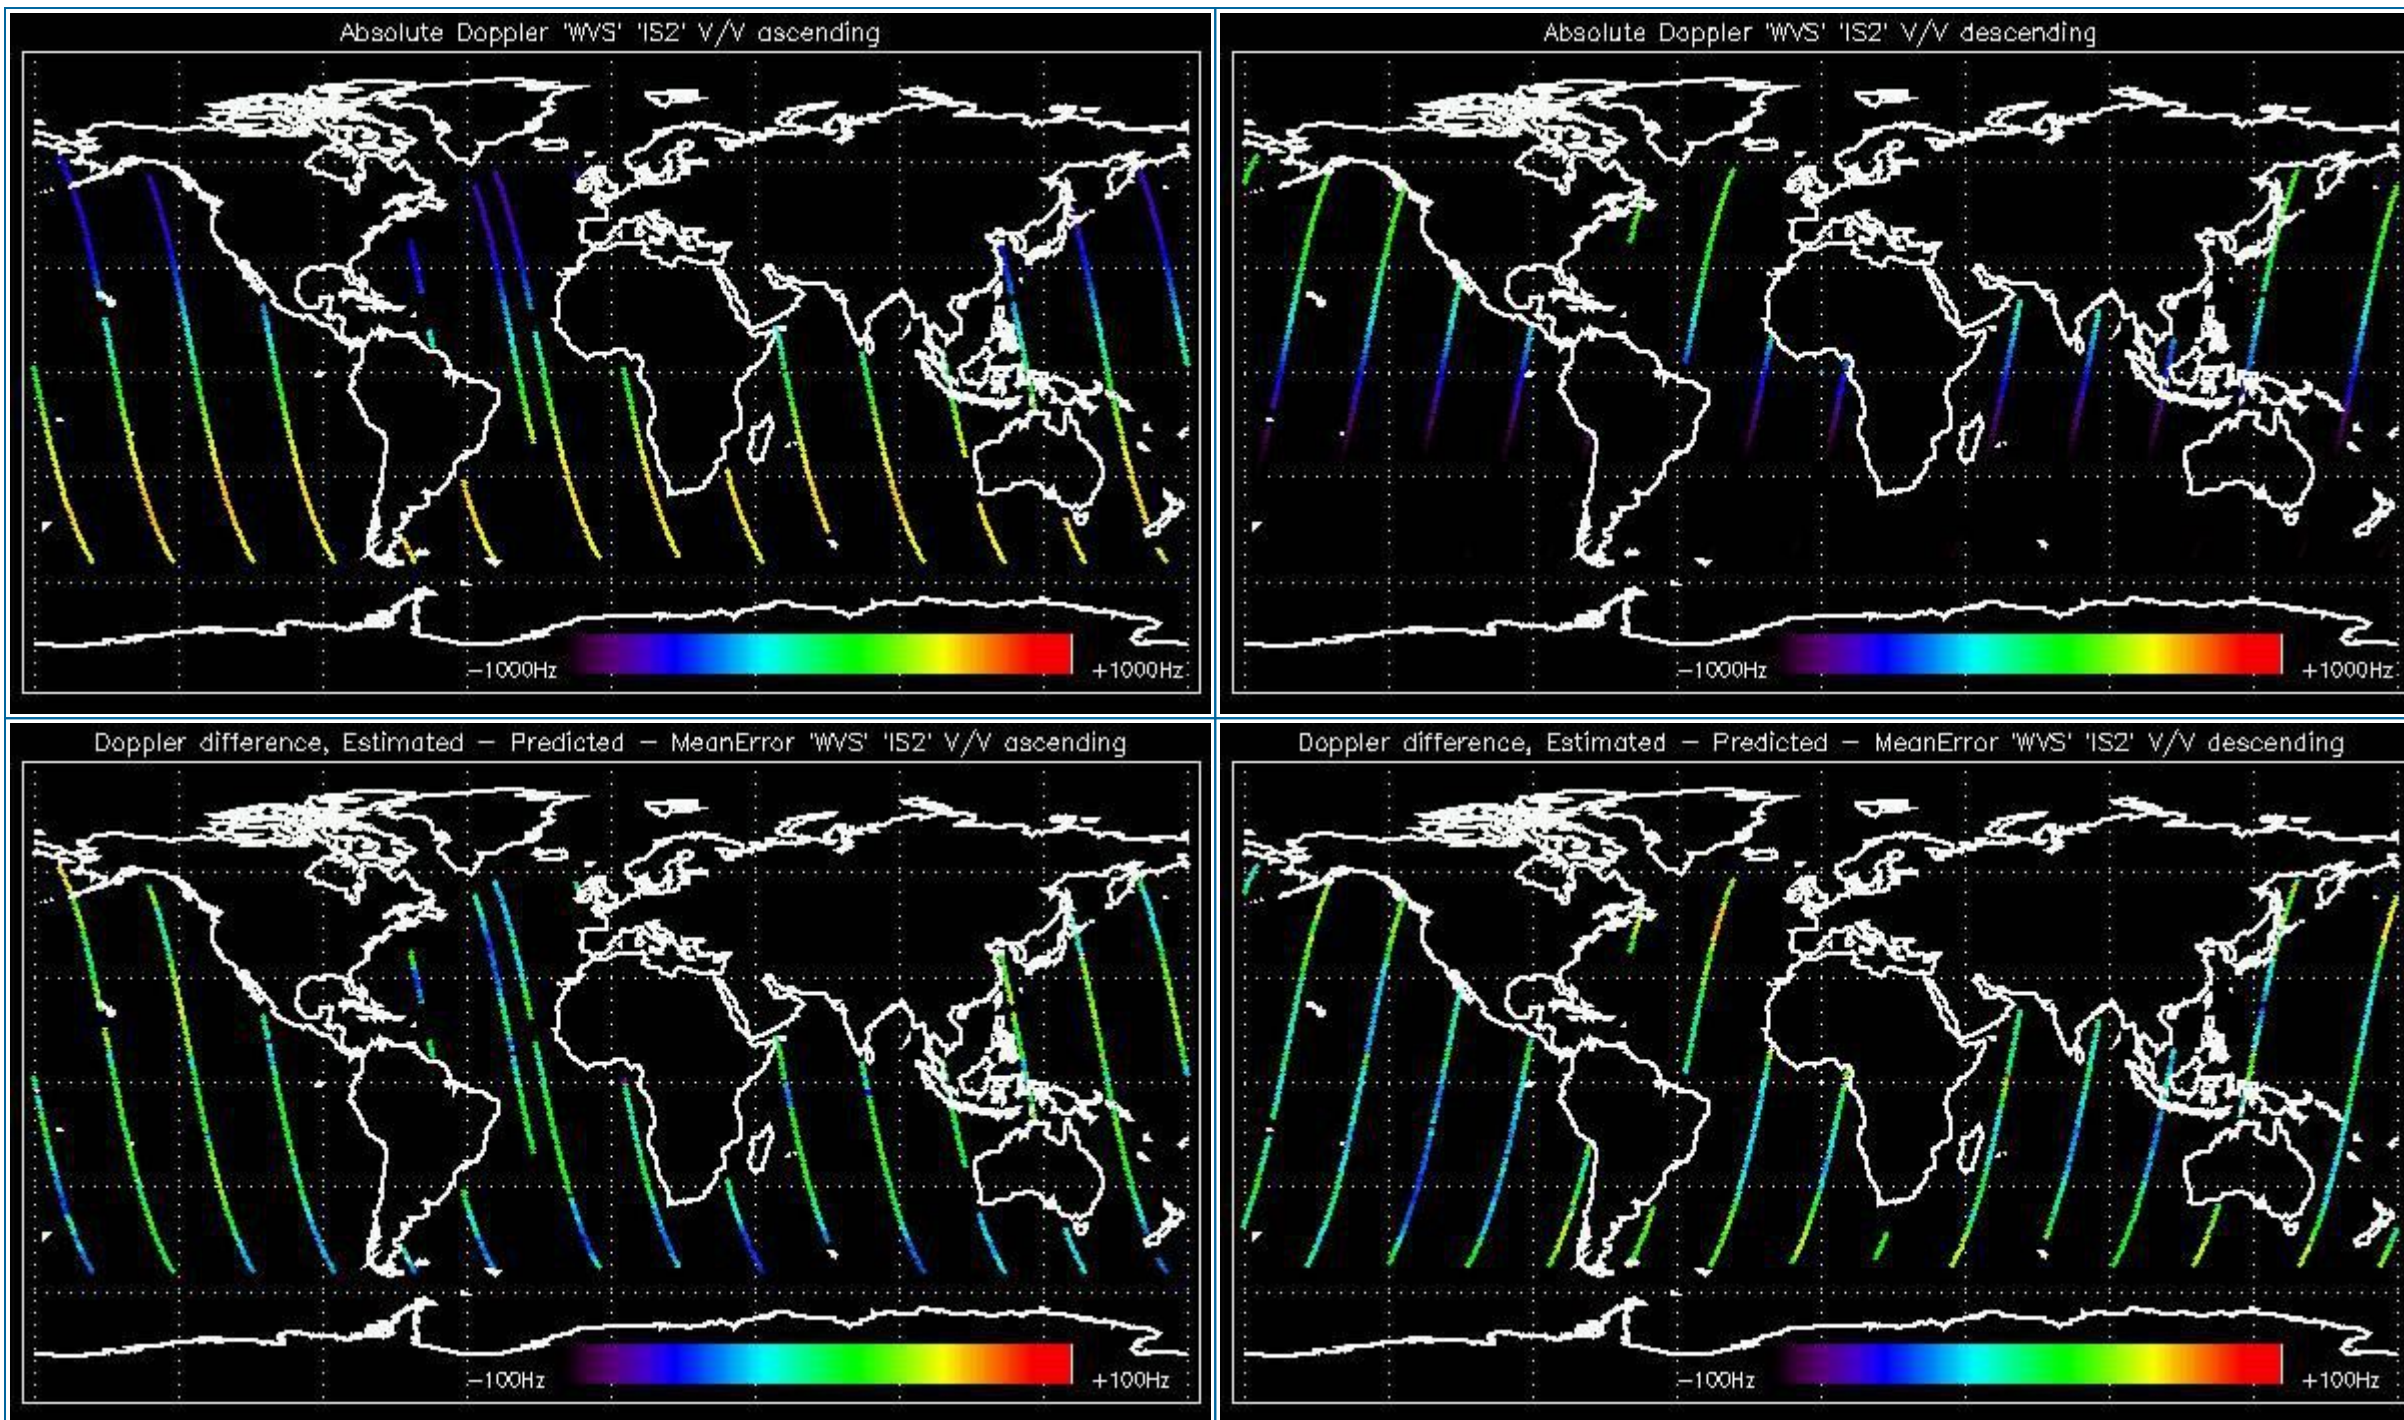 Absolute Doppler 'WVS' 'IS2' V/V ascending
-1000Hz +1000Hz
Absolute Doppler 'WVS' 'IS2' V/V descending
-1000Hz +1000Hz
Doppler difference, Estimated - Predicted - MeanError 'WVS' 'IS2' V/V ascending
-100Hz +100Hz
Doppler difference, Estimated - Predicted - MeanError 'WVS' 'IS2' V/V descending
-100Hz +100Hz